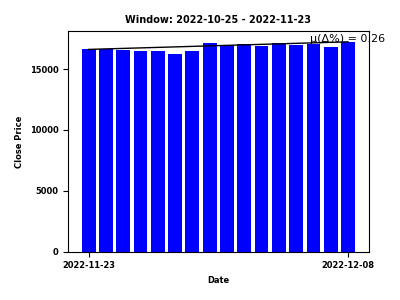 Window: 2022-10-25 - 2022-11-23
μ(Δ%) = 0.26
15000
10000
5000
0
Close Price
2022-11-23 2022-12-08
Date